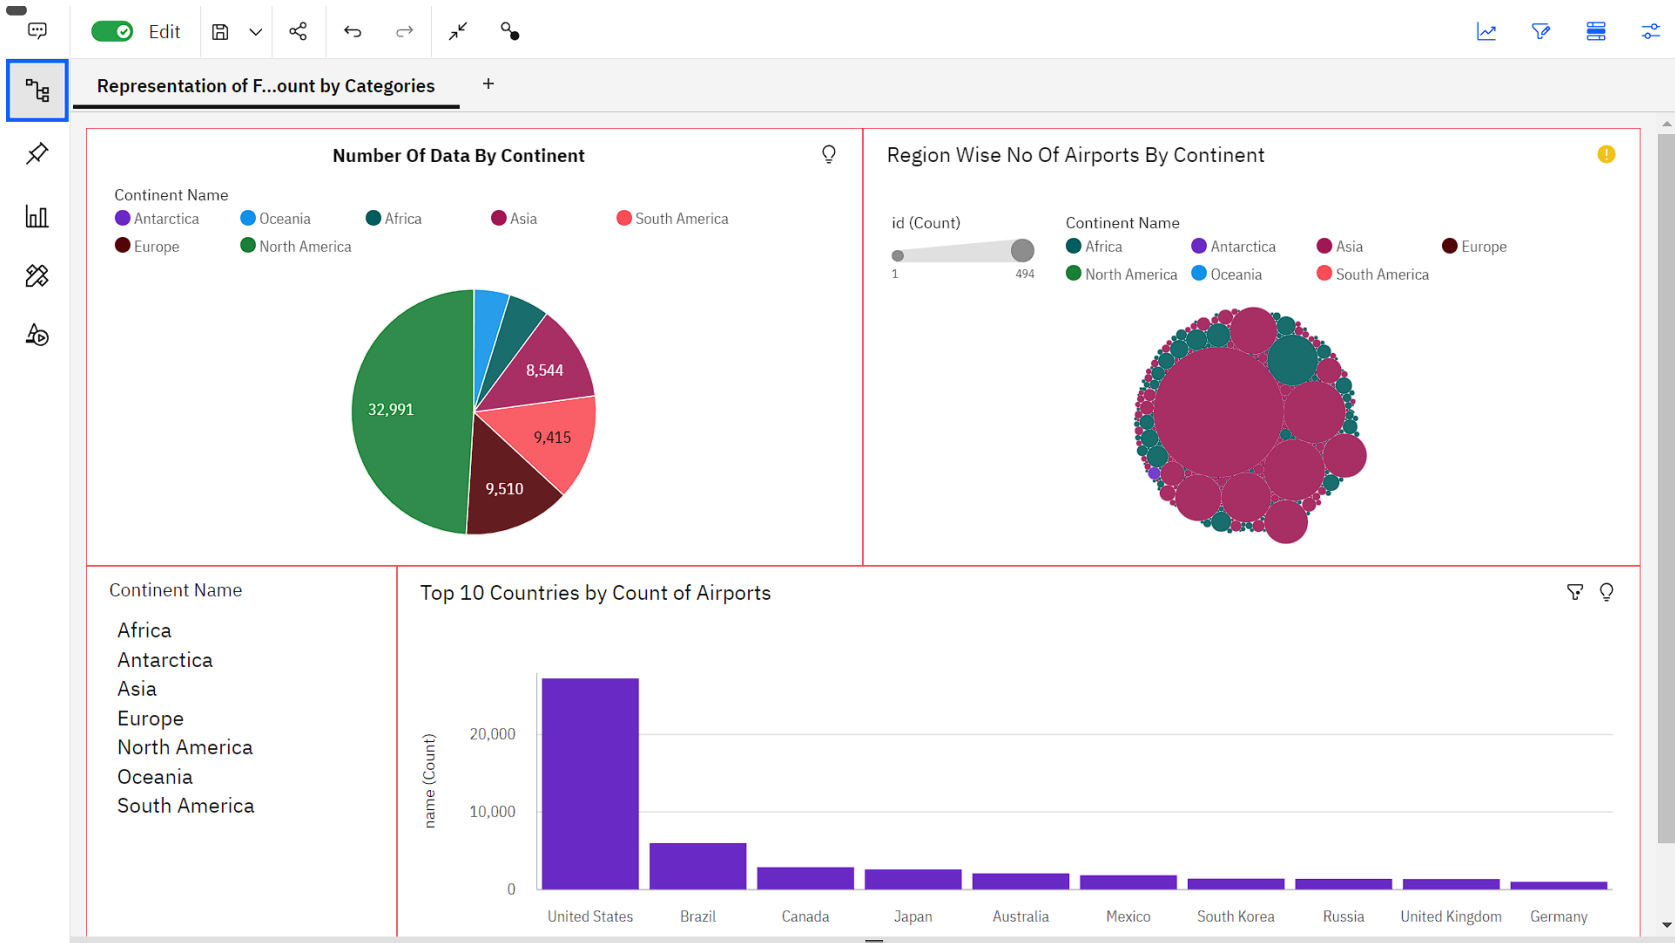 Edit
Representation of F...ount by Categories
Number Of Data By Continent
Continent Name
Antarctica Oceania Africa Asia South America
Europe North America
32,991
8,544
9,415
9,510
Region Wise No Of Airports By Continent
id (Count)
1 494
Continent Name
Africa Antarctica Asia Europe
North America Oceania South America
Continent Name
Africa
Antarctica
Asia
Europe
North America
Oceania
South America
Top 10 Countries by Count of Airports
name (Count)
20,000
10,000
0
United States Brazil Canada Japan Australia Mexico South Korea Russia United Kingdom Germany